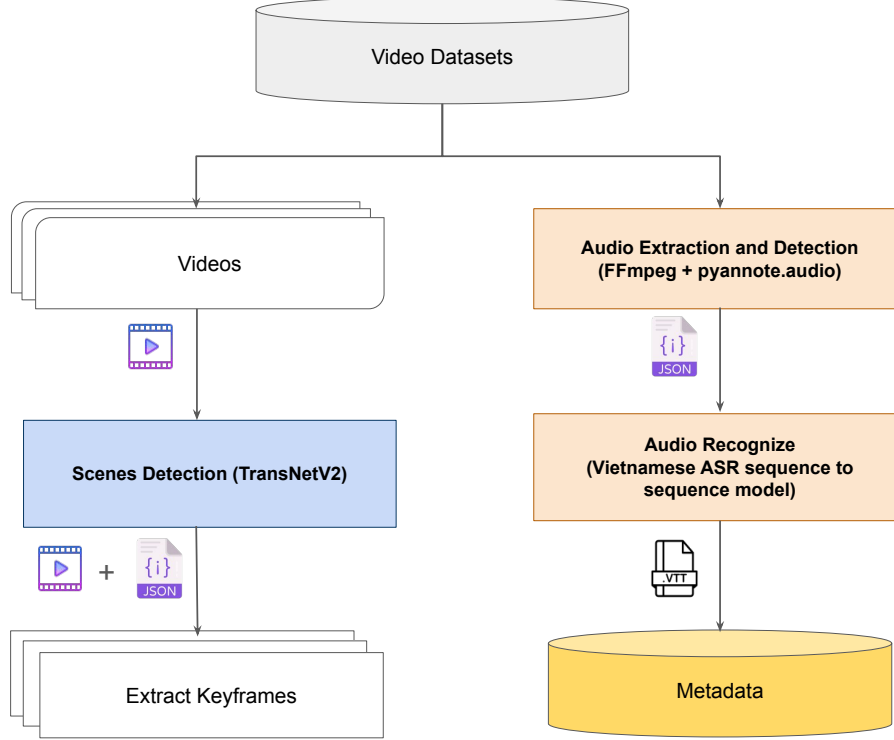 Video Datasets
Videos
Audio Extraction and Detection
(FFmpeg + pyannote.audio)
{i}
JSON
Scenes Detection (TransNetV2)
Audio Recognize
(Vietnamese ASR sequence to
sequence model)
+
{i}
JSON
.VTT
Extract Keyframes
Metadata